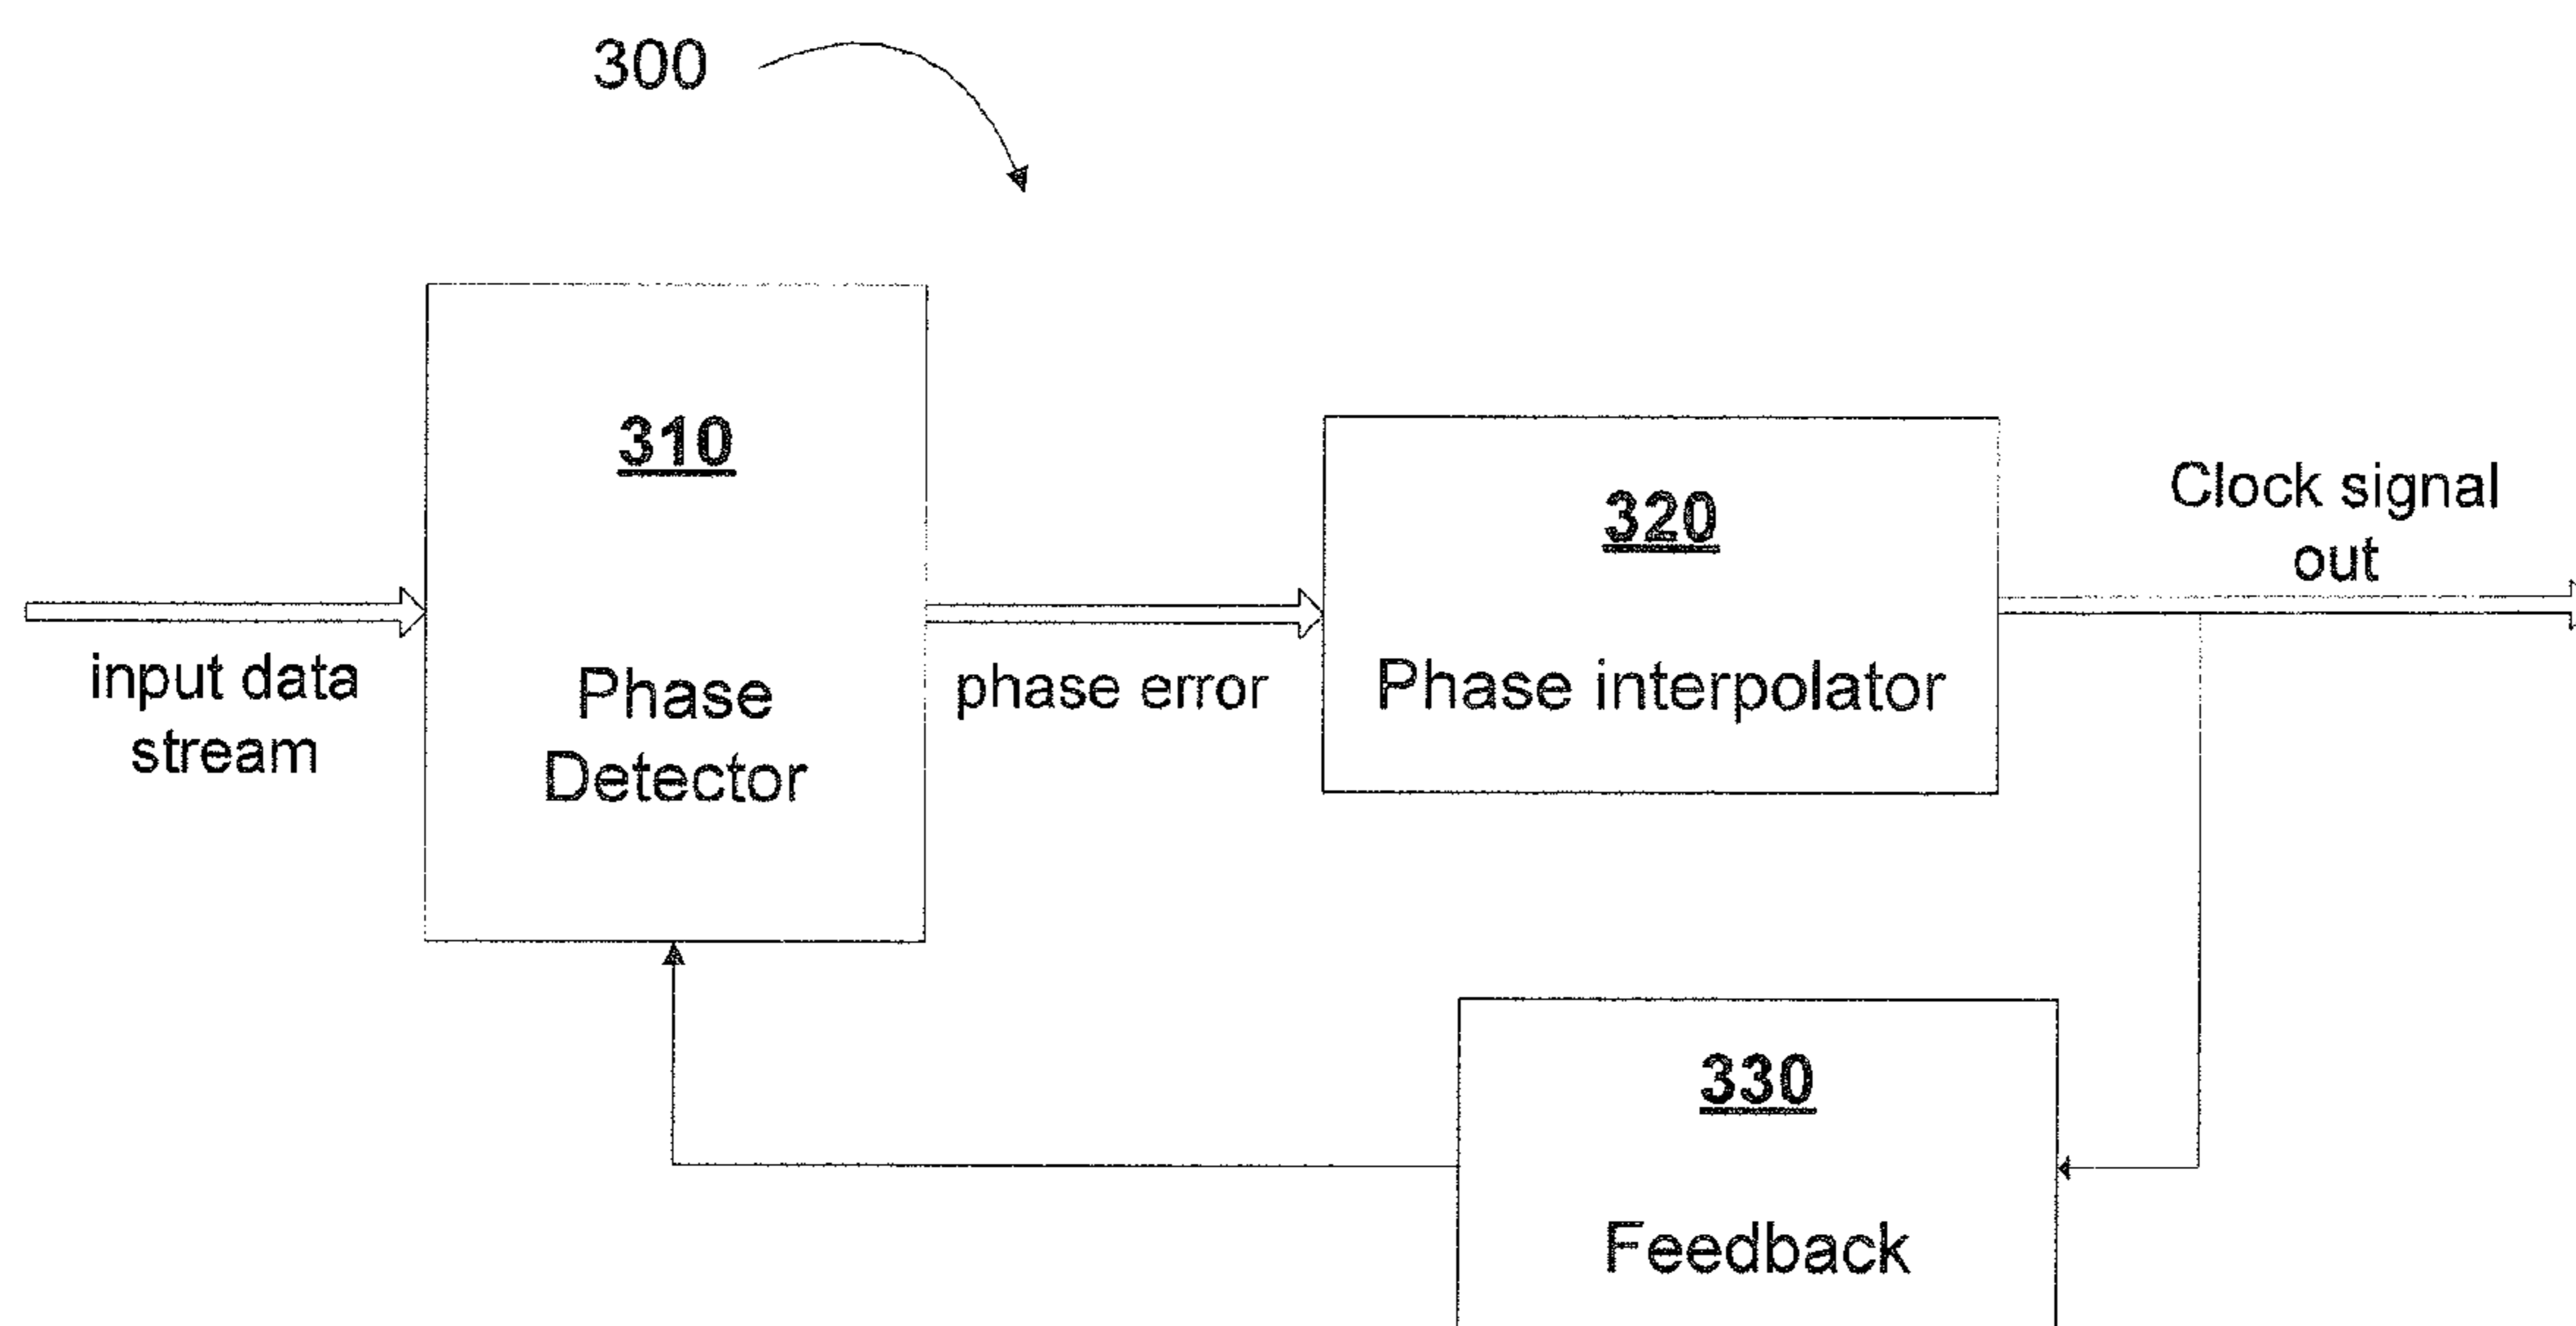 300
310
Phase
Detector
320
Phase interpolator
Clock signal
out
input data
stream
phase error
330
Feedback